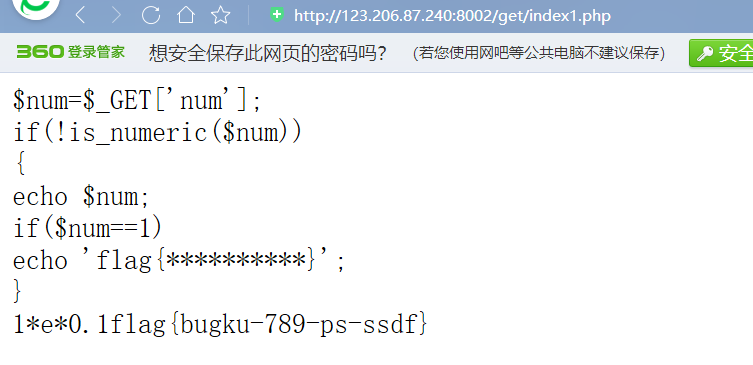 http://123.206.87.240:8002/get/index1.php
360 登录管家 想安全保存此网页的密码吗？ （若您使用网吧等公共电脑不建议保存） 安全
$num=$_GET['num'];
if(!is_numeric($num))
{
echo $num;
if($num==1)
echo 'flag{**********}';
}
1*e*0.1flag{bugku-789-ps-ssdf}